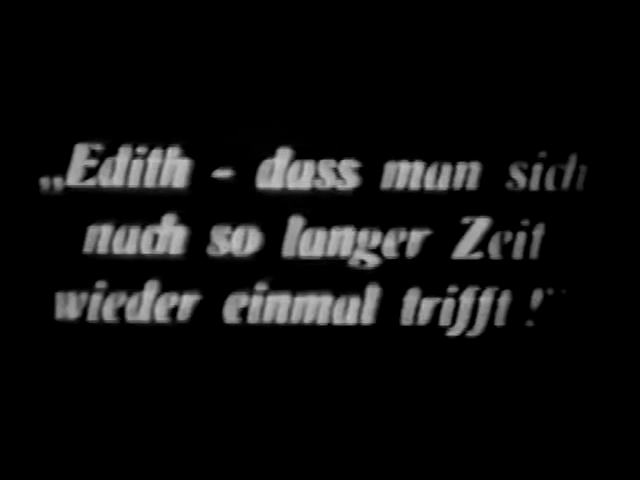 „Edith - dass man sich
nach so langer Zeit
wieder einmal trifft!"